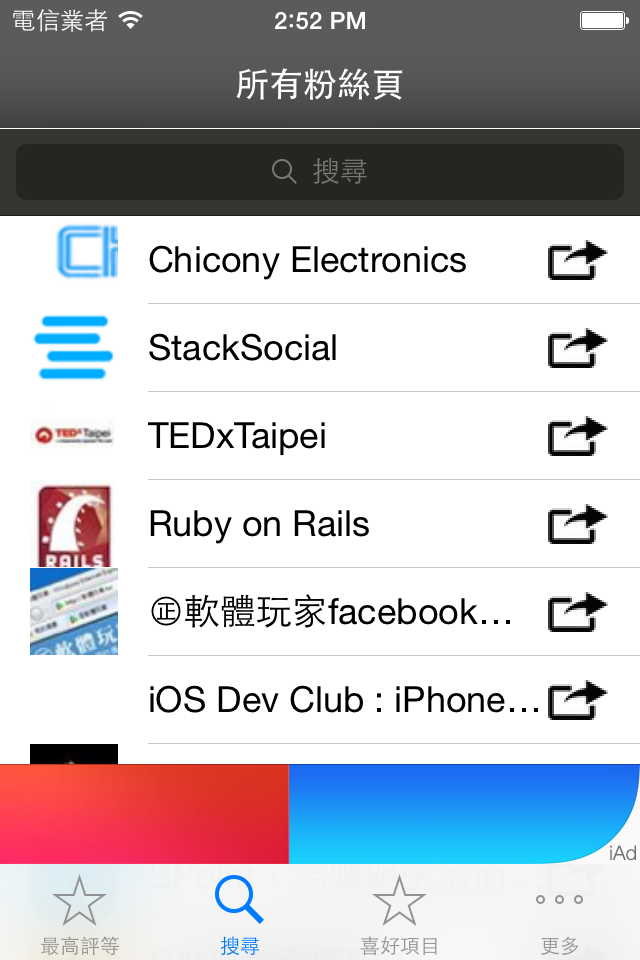 電信業者 2:52 PM
所有粉絲頁
搜尋
Chicony Electronics
StackSocial
TEDxTaipei
TEDxTaipei
Ruby on Rails
RAILS
㊣軟體玩家facebook…
iOS Dev Club : iPhone…
iAd
最高評等 搜尋 喜好項目 更多